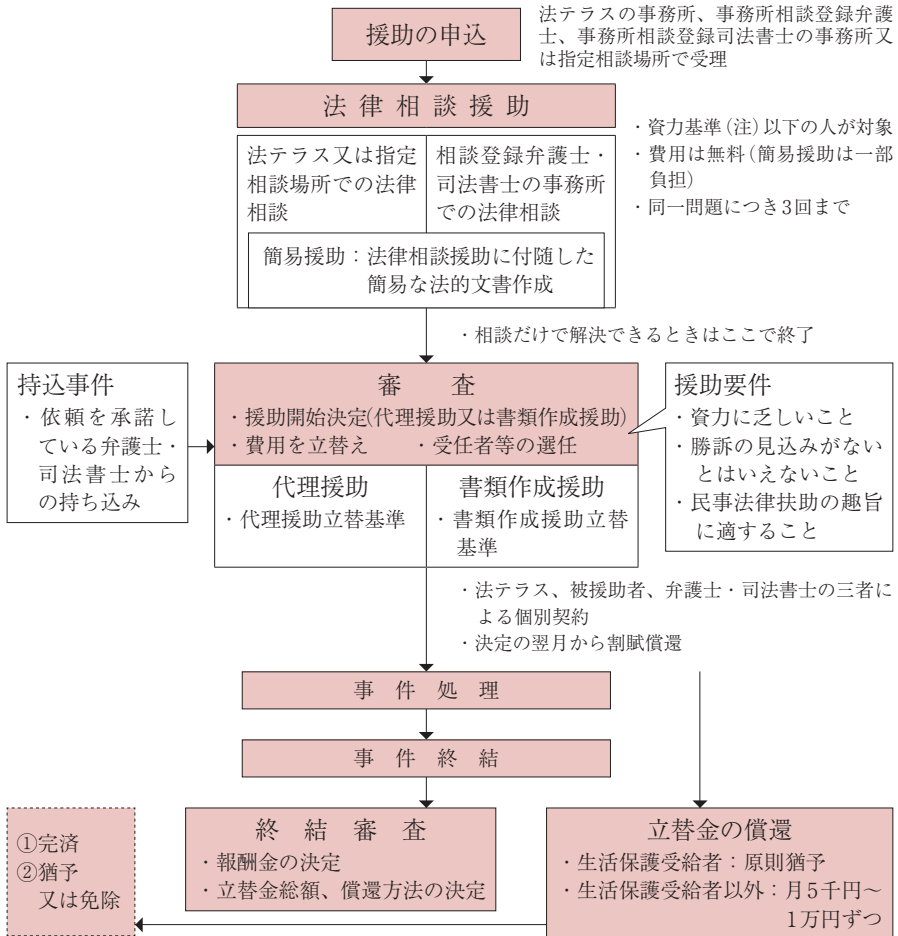 援助の申込
法テラスの事務所、事務所相談登録弁護
士、事務所相談登録司法書士の事務所又
は指定相談場所で受理
法律相談援助
法テラス又は指定
相談場所での法律
相談
相談登録弁護士・
司法書士の事務所
での法律相談
簡易援助：法律相談援助に付随した
簡易な法的文書作成
・資力基準(注)以下の人が対象
・費用は無料(簡易援助は一部
負担)
・同一問題につき3回まで
・相談だけで解決できるときはここで終了
持込事件
・依頼を承諾し
ている弁護士・
司法書士から
の持ち込み
審査
・援助開始決定(代理援助又は書類作成援助)
・費用を立替え ・受任者等の選任
援助要件
・資力に乏しいこと
・勝訴の見込みがない
とはいえないこと
・民事法律扶助の趣旨
に適すること
代理援助
・代理援助立替基準
書類作成援助
・書類作成援助立替
基準
・法テラス、被援助者、弁護士・司法書士の三者に
よる個別契約
・決定の翌月から割賦償還
事件処理
事件終結
終結審査
・報酬金の決定
・立替金総額、償還方法の決定
立替金の償還
・生活保護受給者：原則猶予
・生活保護受給者以外：月5千円〜
1万円ずつ
①完済
②猶予
又は免除